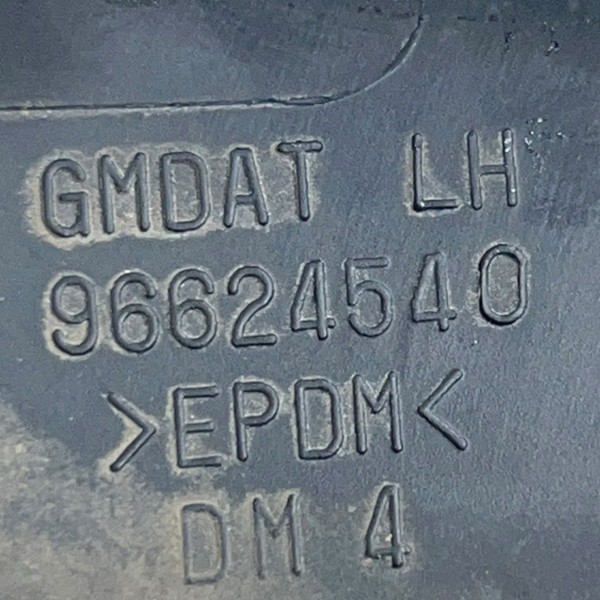 GMDAT LH
96624540
>EPDM<
DM 4